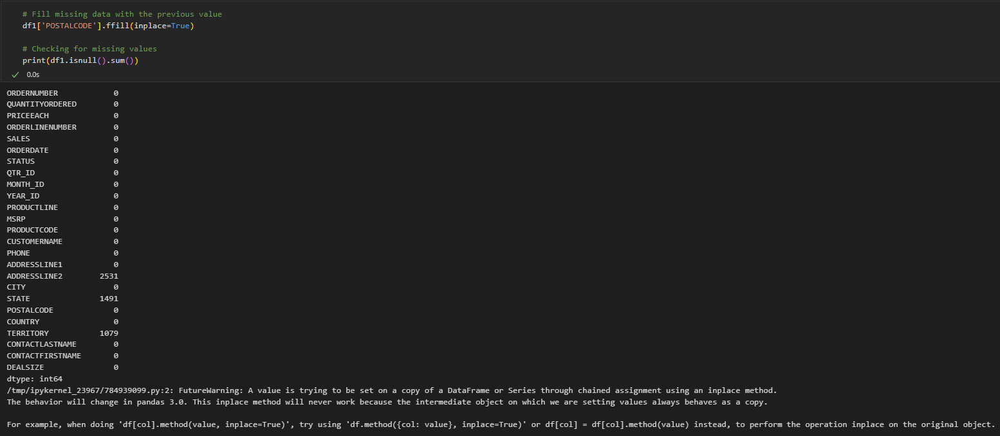 # Fill missing data with the previous value
df1['POSTALCODE'].ffill(inplace=True)
# Checking for missing values
print(df1.isnull().sum())
0.0s
ORDERNUMBER 0
QUANTITYORDERED 0
PRICEEACH 0
ORDERLINENUMBER 0
SALES 0
ORDERDATE 0
STATUS 0
QTR_ID 0
MONTH_ID 0
YEAR_ID 0
PRODUCTLINE 0
MSRP 0
PRODUCTCODE 0
CUSTOMERNAME 0
PHONE 0
ADDRESSLINE1 0
ADDRESSLINE2 2531
CITY 0
STATE 1491
POSTALCODE 0
COUNTRY 0
TERRITORY 1079
CONTACTLASTNAME 0
CONTACTFIRSTNAME 0
DEALSIZE 0
dtype: int64
/tmp/ipykernel_23967/784939099.py:2: FutureWarning: A value is trying to be set on a copy of a DataFrame or Series through chained assignment using an inplace method.
The behavior will change in pandas 3.0. This inplace method will never work because the intermediate object on which we are setting values always behaves as a copy.
For example, when doing 'df[col].method(value, inplace=True)', try using 'df.method({col: value}, inplace=True)' or df[col] = df[col].method(value) instead, to perform the operation inplace on the original object.